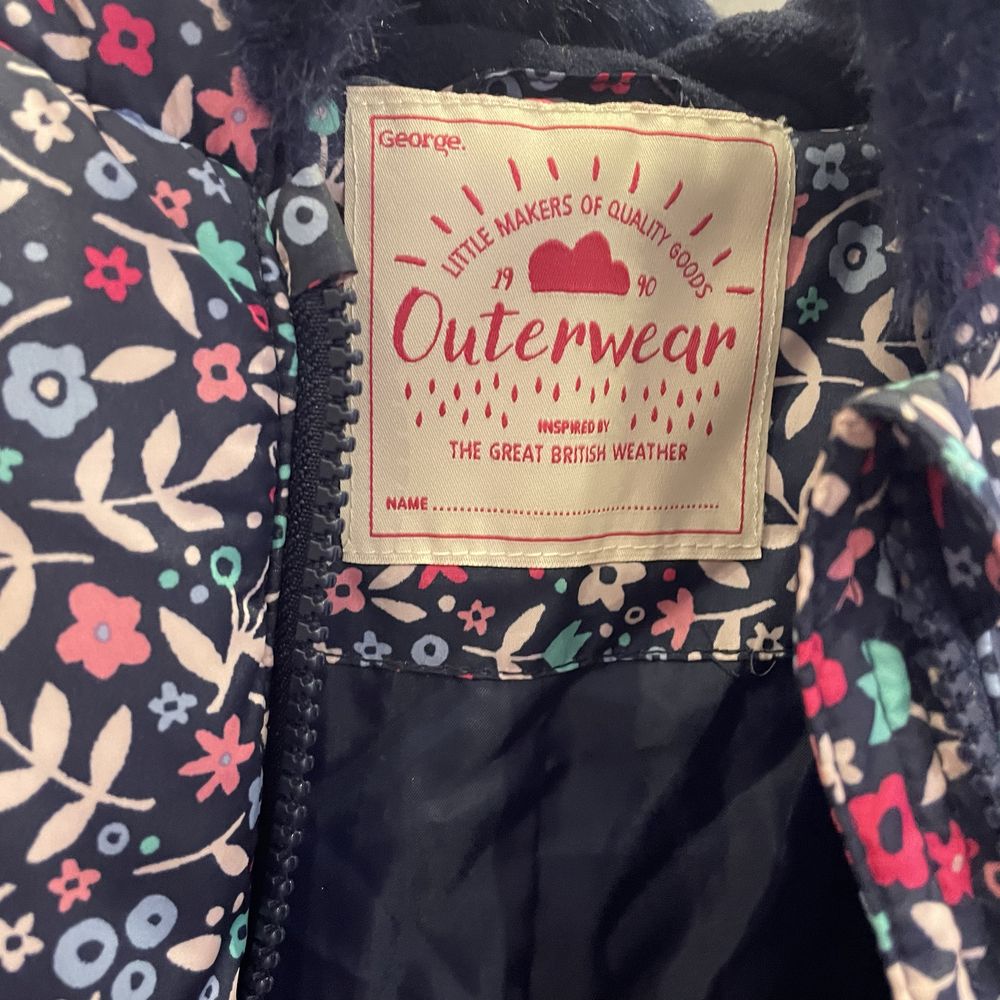 George.
LITTLE MAKERS OF QUALITY GOODS
19 90
Outerwear
INSPIRED BY
THE GREAT BRITISH WEATHER
NAME ................................................